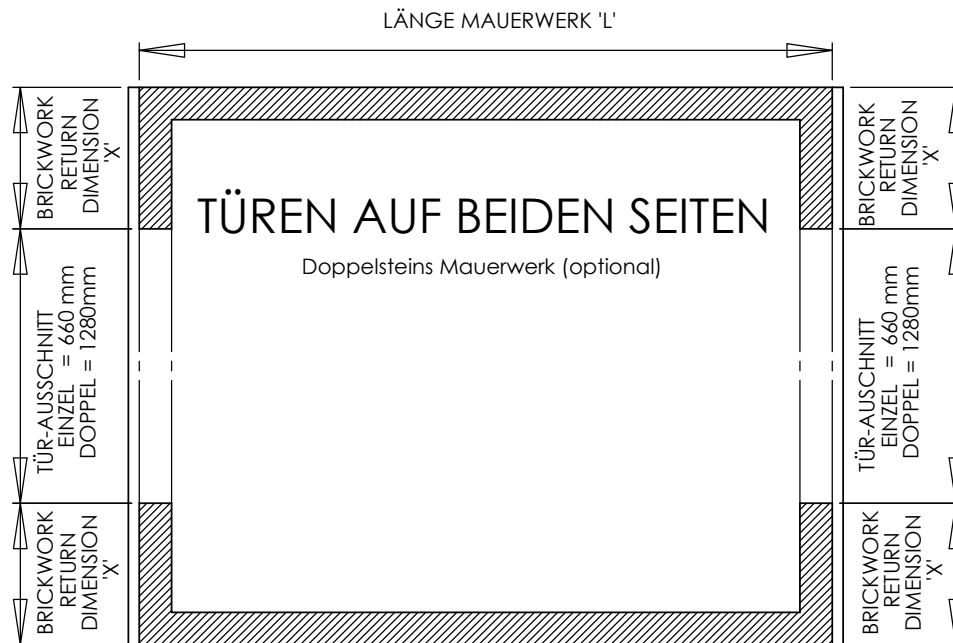 LÄNGE MAUERWERK 'L'
BRICKWORK
RETURN
DIMENSION
'X'
BRICKWORK
RETURN
DIMENSION
'X'
TÜREN AUF BEIDEN SEITEN
Doppelsteins Mauerwerk (optional)
TÜR-AUSSCHNITT
EINZEL = 660 mm
DOPPEL = 1280mm
TÜR-AUSCHNITT
EINZEL = 660 mm
DOPPEL = 1280mm
BRICKWORK
RETURN
DIMENSION
'X'
BRICKWORK
RETURN
DIMENSION
'X'